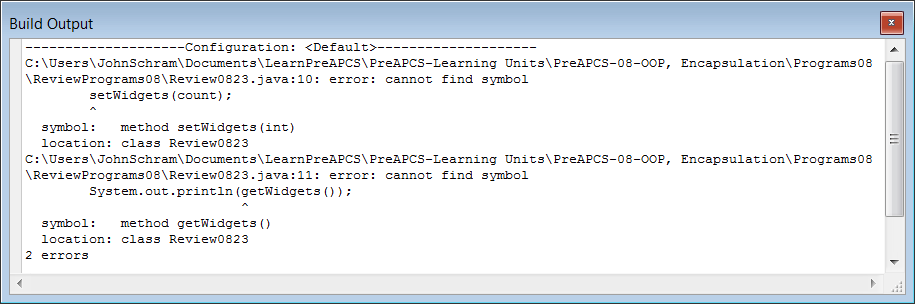 Build Output
--------------------Configuration: <Default>--------------------
C:\Users\JohnSchram\Documents\LearnPreAPCS\PreAPCS-Learning Units\PreAPCS-08-OOP, Encapsulation\Programs08
\ReviewPrograms08\Review0823.java:10: error: cannot find symbol
        setWidgets(count);
        ^
  symbol:   method setWidgets(int)
  location: class Review0823
C:\Users\JohnSchram\Documents\LearnPreAPCS\PreAPCS-Learning Units\PreAPCS-08-OOP, Encapsulation\Programs08
\ReviewPrograms08\Review0823.java:11: error: cannot find symbol
        System.out.println(getWidgets());
                           ^
  symbol:   method getWidgets()
  location: class Review0823
2 errors